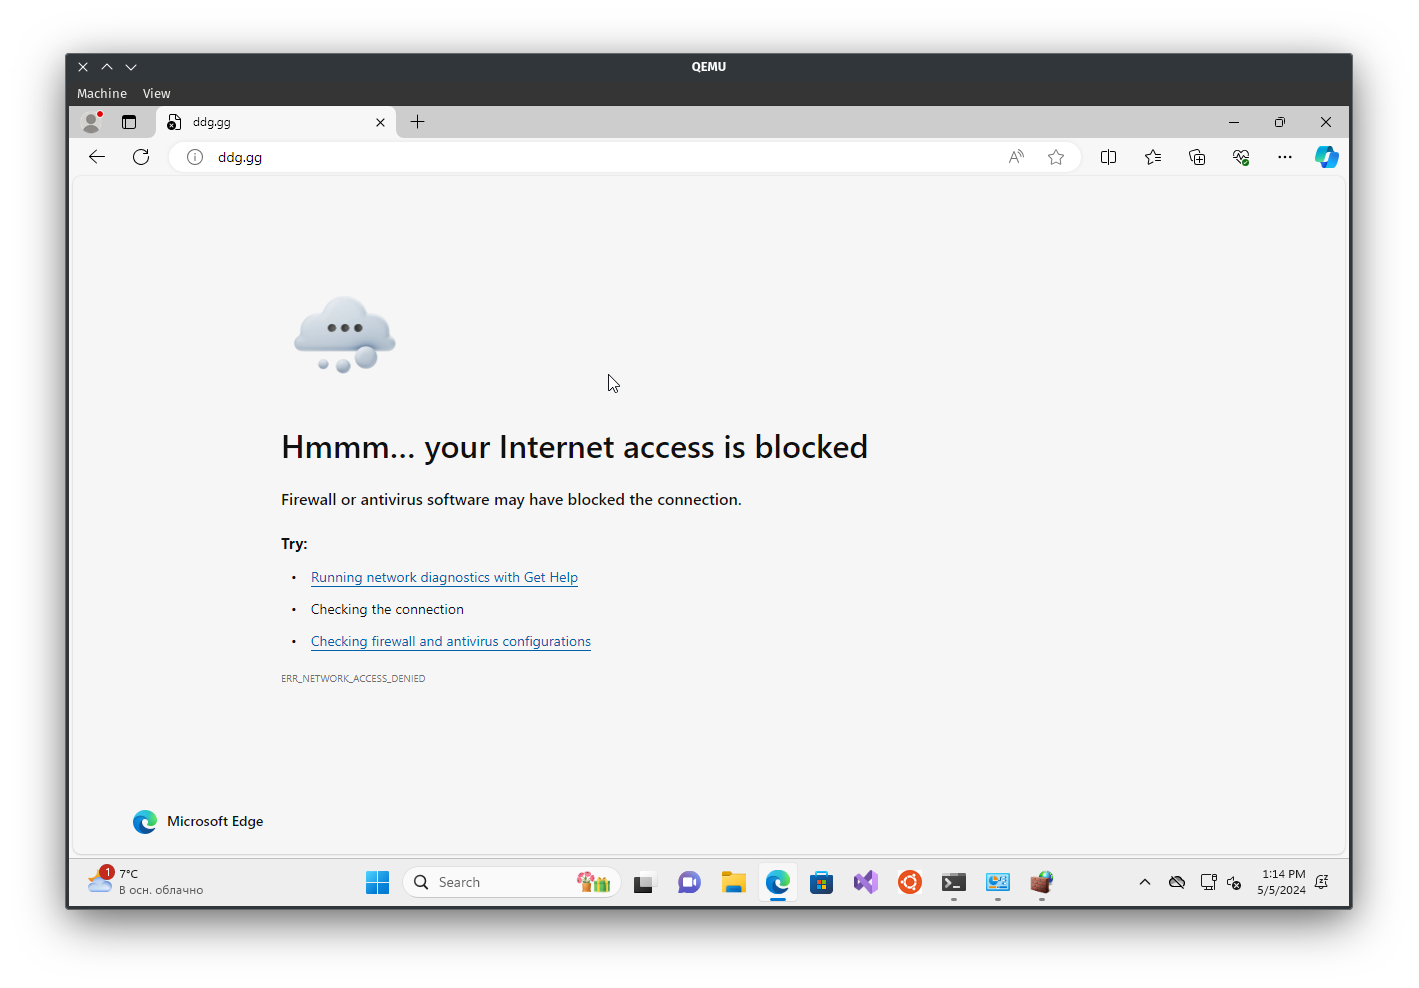 QEMU
Machine View
ddg.gg
ddg.gg
Hmmm... your Internet access is blocked
Firewall or antivirus software may have blocked the connection.
Try:
• Running network diagnostics with Get Help
• Checking the connection
• Checking firewall and antivirus configurations
ERR_NETWORK_ACCESS_DENIED
Microsoft Edge
1
7°C
В осн. облачно
Search
1:14 PM
5/5/2024